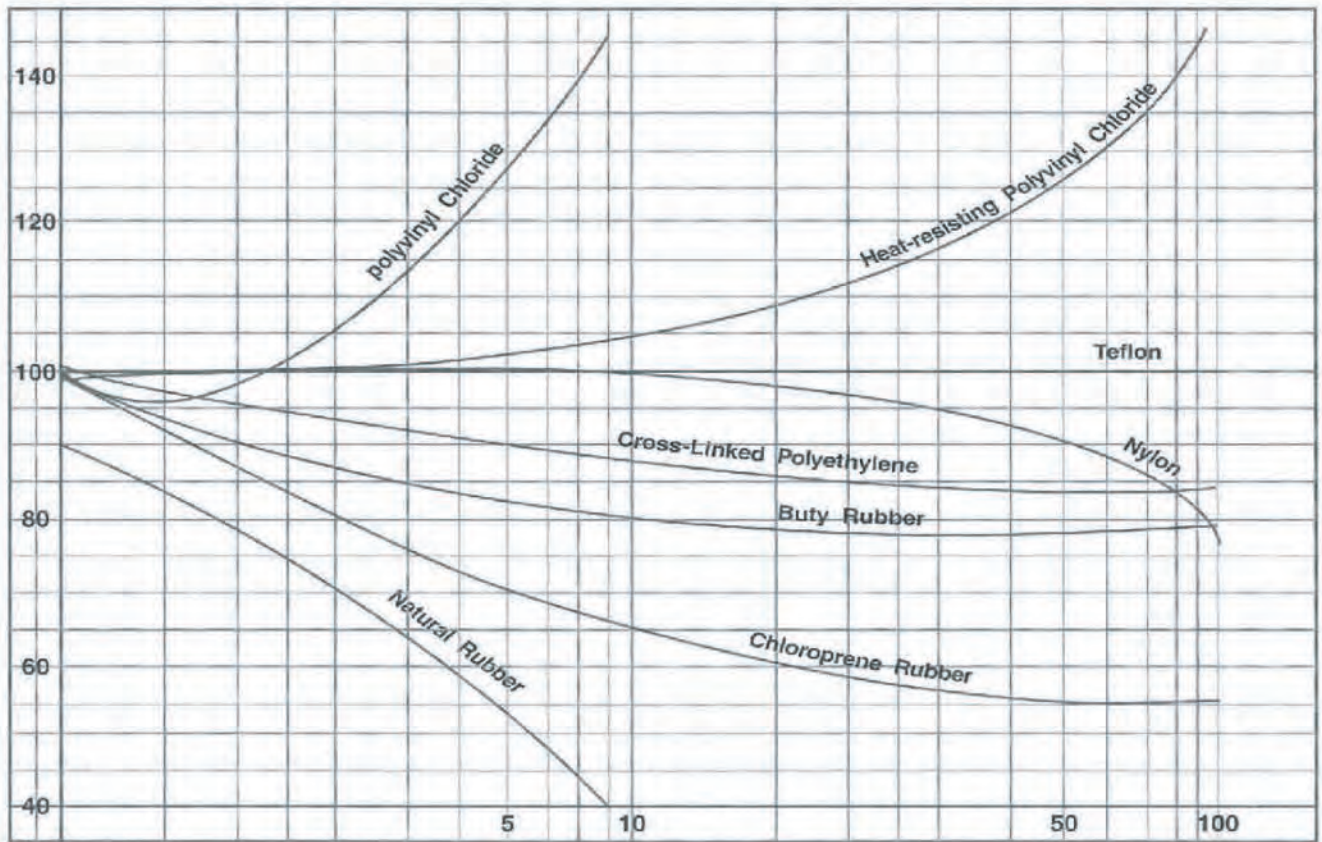 140
polyvinyl Chloride
Heat-resisting Polyvinyl Chloride
120
Teflon
100
Nylon
Cross-Linked Polyethylene
80
Buty Rubber
Natural Rubber
Chloroprene Rubber
60
40
5 10 50 100